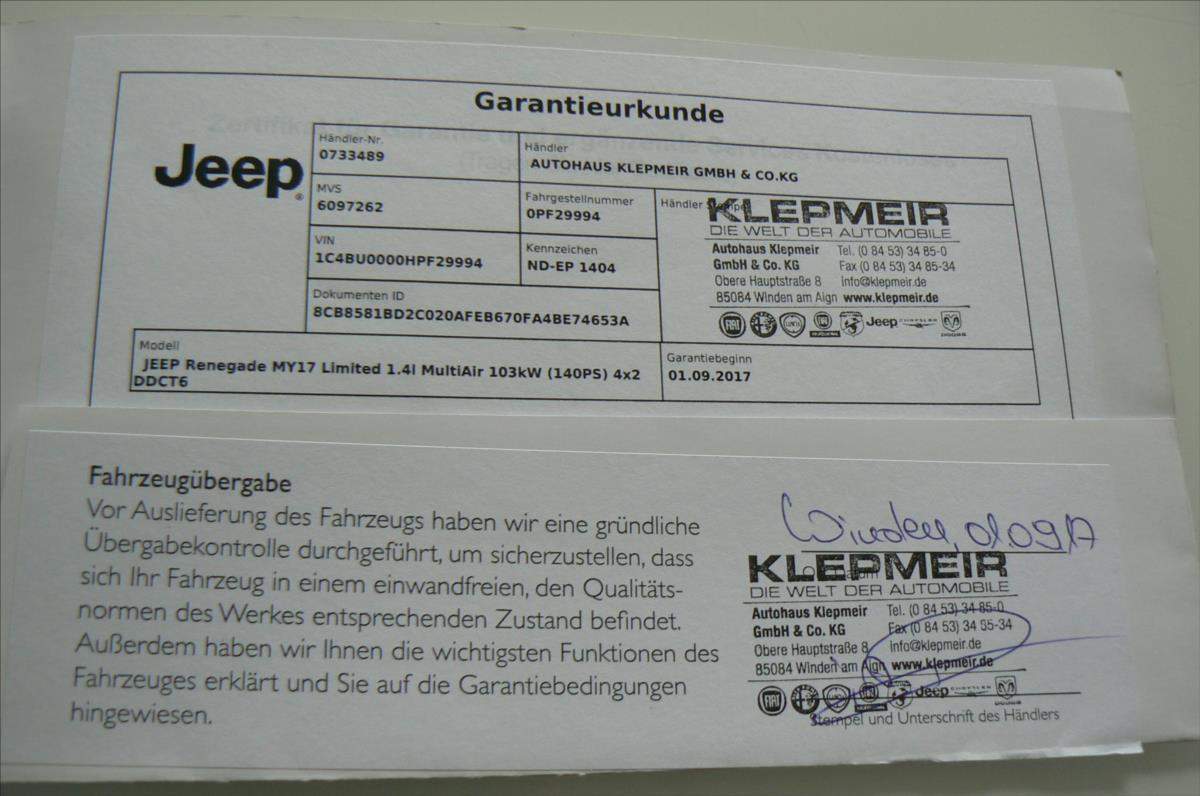 Garantieurkunde
Jeep
Händler-Nr.
0733489
Händler
AUTOHAUS KLEPMEIR GMBH & CO.KG
MVS
6097262
Fahrgestellnummer
0PF29994
VIN
1C4BU0000HPF29994
Kennzeichen
ND-EP 1404
Dokumenten ID
8CB8581BD2C020AFEB670FA4BE74653A
Händler Stempel
KLEPMEIR
DIE WELT DER AUTOMOBILE
Autohaus Klepmeir Tel. (0 84 53) 34 85-0
GmbH & Co. KG Fax (0 84 53) 34 85-34
Obere Hauptstraße 8 info@klepmeir.de
85084 Winden am Aign www.klepmeir.de
FIAT Jeep CHRYSLER DODGE
Modell
JEEP Renegade MY17 Limited 1.4l MultiAir 103kW (140PS) 4x2
DDCT6
Garantiebeginn
01.09.2017
Fahrzeugübergabe
Vor Auslieferung des Fahrzeugs haben wir eine gründliche
Übergabekontrolle durchgeführt, um sicherzustellen, dass
sich Ihr Fahrzeug in einem einwandfreien, den Qualitäts-
normen des Werkes entsprechenden Zustand befindet.
Außerdem haben wir Ihnen die wichtigsten Funktionen des
Fahrzeuges erklärt und Sie auf die Garantiebedingungen
hingewiesen.
Winden, 01.09.17
KLEPMEIR
DIE WELT DER AUTOMOBILE
Autohaus Klepmeir Tel. (0 84 53) 34 85-0
GmbH & Co. KG Fax (0 84 53) 34 85-34
Obere Hauptstraße 8 info@klepmeir.de
85084 Winden am Aign www.klepmeir.de
FIAT Jeep CHRYSLER DODGE
Stempel und Unterschrift des Händlers